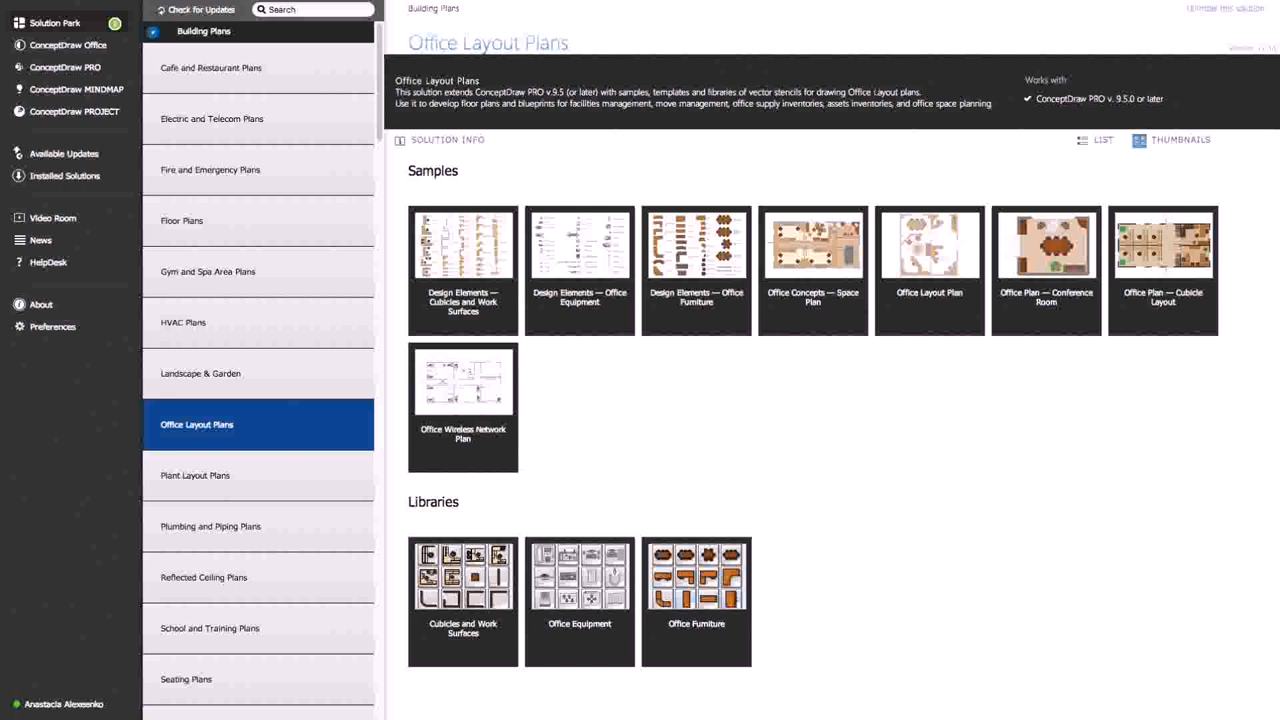 Solution Park
ConceptDraw Office
ConceptDraw PRO
ConceptDraw MINDMAP
ConceptDraw PROJECT
Available Updates
Installed Solutions
Video Room
News
HelpDesk
About
Preferences
Anastacia Alexeenko
Check for Updates
Search
Building Plans
Cafe and Restaurant Plans
Electric and Telecom Plans
Fire and Emergency Plans
Floor Plans
Gym and Spa Area Plans
HVAC Plans
Landscape & Garden
Office Layout Plans
Plant Layout Plans
Plumbing and Piping Plans
Reflected Ceiling Plans
School and Training Plans
Seating Plans
Building Plans
this solution
Office Layout Plans
Office Layout Plans
This solution extends ConceptDraw PRO v.9.5 (or later) with samples, templates and libraries of vector stencils for drawing Office Layout plans.
Use it to develop floor plans and blueprints for facilities management, move management, office supply inventories, assets inventories, and office space planning
Works with
ConceptDraw PRO v. 9.5.0 or later
SOLUTION INFO
LIST
THUMBNAILS
Samples
Design Elements — Cubicles and Work Surfaces
Design Elements — Office Equipment
Design Elements — Office Furniture
Office Concepts — Space Plan
Office Layout Plan
Office Plan — Conference Room
Office Plan — Cubicle Layout
Office Wireless Network Plan
Libraries
Cubicles and Work Surfaces
Office Equipment
Office Furniture